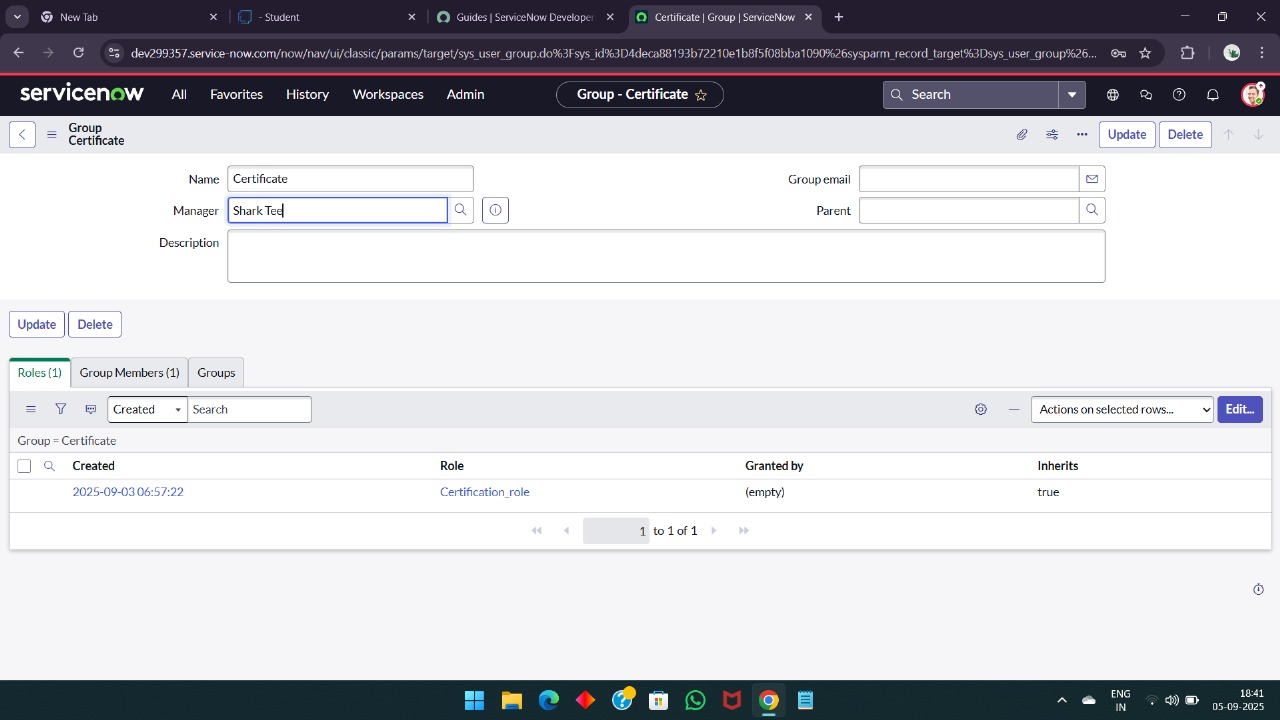 New Tab
- Student
Guides | ServiceNow Developer
Certificate | Group | ServiceNow
dev299357.service-now.com/now/nav/ui/classic/params/target/sys_user_group.do%3Fsys_id%3D4deca88193b72210e1b8f5f08bba1090%26sysparm_record_target%3Dsys_user_group%26...
servicenow
All
Favorites
History
Workspaces
Admin
Group - Certificate
Search
Group
Certificate
Update
Delete
Name
Certificate
Group email
Manager
Shark Tee
Parent
Description
Update
Delete
Roles (1)
Group Members (1)
Groups
Created
Search
Actions on selected rows...
Edit...
Group = Certificate
Created
Role
Granted by
Inherits
2025-09-03 06:57:22
Certification_role
(empty)
true
1 to 1 of 1
ENG
IN
18:41
05-09-2025